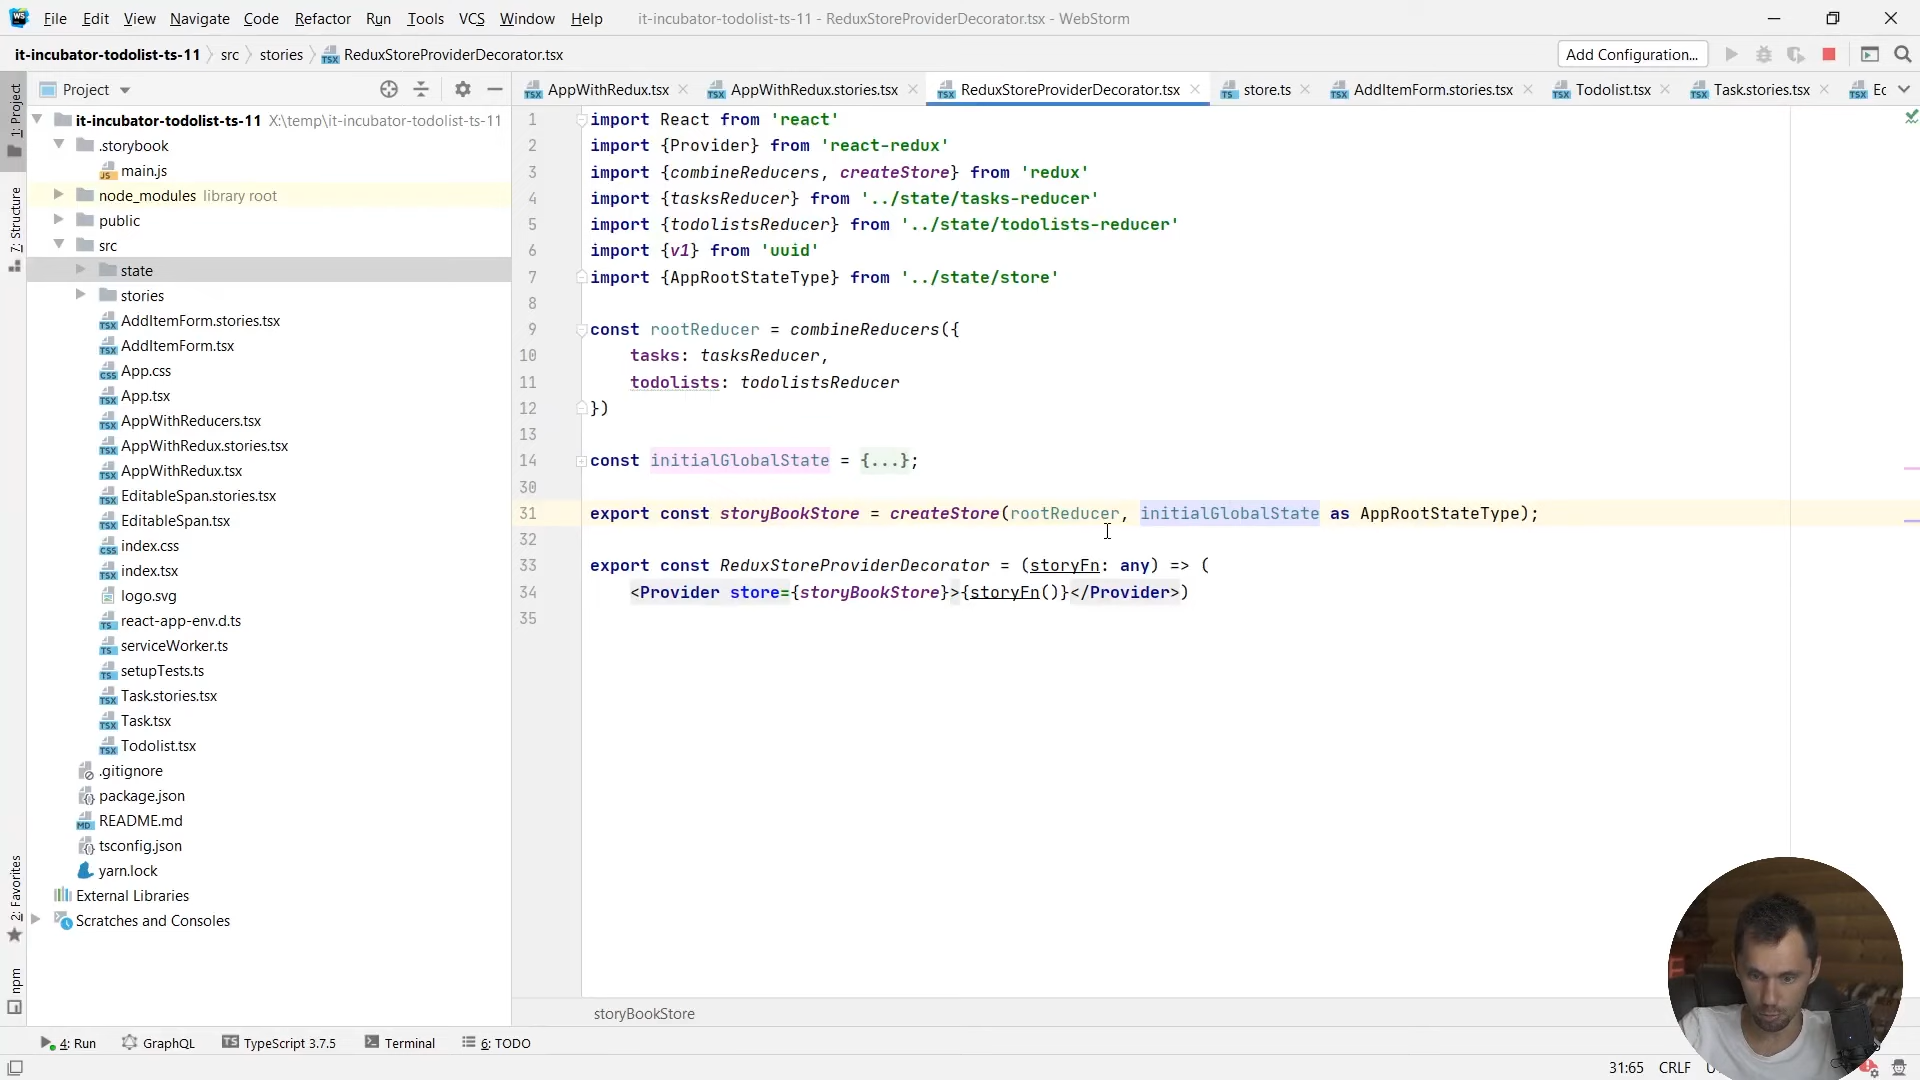 File Edit View Navigate Code Refactor Run Tools VCS Window Help it-incubator-todolist-ts-11 - ReduxStoreProviderDecorator.tsx - WebStorm
it-incubator-todolist-ts-11 src stories ReduxStoreProviderDecorator.tsx Add Configuration...
Project AppWithRedux.tsx AppWithRedux.stories.tsx ReduxStoreProviderDecorator.tsx store.ts AddItemForm.stories.tsx Todolist.tsx Task.stories.tsx
1: Project
7: Structure
2: Favorites
npm
it-incubator-todolist-ts-11 X:\temp\it-incubator-todolist-ts-11
.storybook
main.js
node_modules library root
public
src
state
stories
AddItemForm.stories.tsx
AddItemForm.tsx
App.css
App.tsx
AppWithReducers.tsx
AppWithRedux.stories.tsx
AppWithRedux.tsx
EditableSpan.stories.tsx
EditableSpan.tsx
index.css
index.tsx
logo.svg
react-app-env.d.ts
serviceWorker.ts
setupTests.ts
Task.stories.tsx
Task.tsx
Todolist.tsx
.gitignore
package.json
README.md
tsconfig.json
yarn.lock
External Libraries
Scratches and Consoles
1 import React from 'react'
2 import {Provider} from 'react-redux'
3 import {combineReducers, createStore} from 'redux'
4 import {tasksReducer} from '../state/tasks-reducer'
5 import {todolistsReducer} from '../state/todolists-reducer'
6 import {v1} from 'uuid'
7 import {AppRootStateType} from '../state/store'
8
9 const rootReducer = combineReducers({
10 tasks: tasksReducer,
11 todolists: todolistsReducer
12 })
13
14 const initialGlobalState = {...};
30
31 export const storyBookStore = createStore(rootReducer, initialGlobalState as AppRootStateType);
32
33 export const ReduxStoreProviderDecorator = (storyFn: any) => (
34 <Provider store={storyBookStore}>{storyFn()}</Provider>)
35
storyBookStore
4: Run GraphQL TypeScript 3.7.5 Terminal 6: TODO
31:65 CRLF